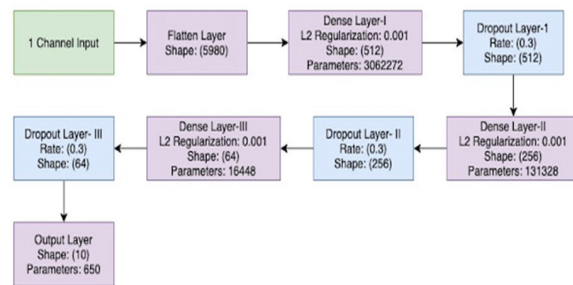 1 Channel Input
Flatten Layer
Shape: (5980)
Dense Layer-I
L2 Regularization: 0.001
Shape: (512)
Parameters: 3062272
Dropout Layer-1
Rate: (0.3)
Shape: (512)
Dense Layer-II
L2 Regularization: 0.001
Shape: (256)
Parameters: 131328
Dropout Layer- II
Rate: (0.3)
Shape: (256)
Dense Layer-III
L2 Regularization: 0.001
Shape: (64)
Parameters: 16448
Dropout Layer- III
Rate: (0.3)
Shape: (64)
Output Layer
Shape: (10)
Parameters: 650